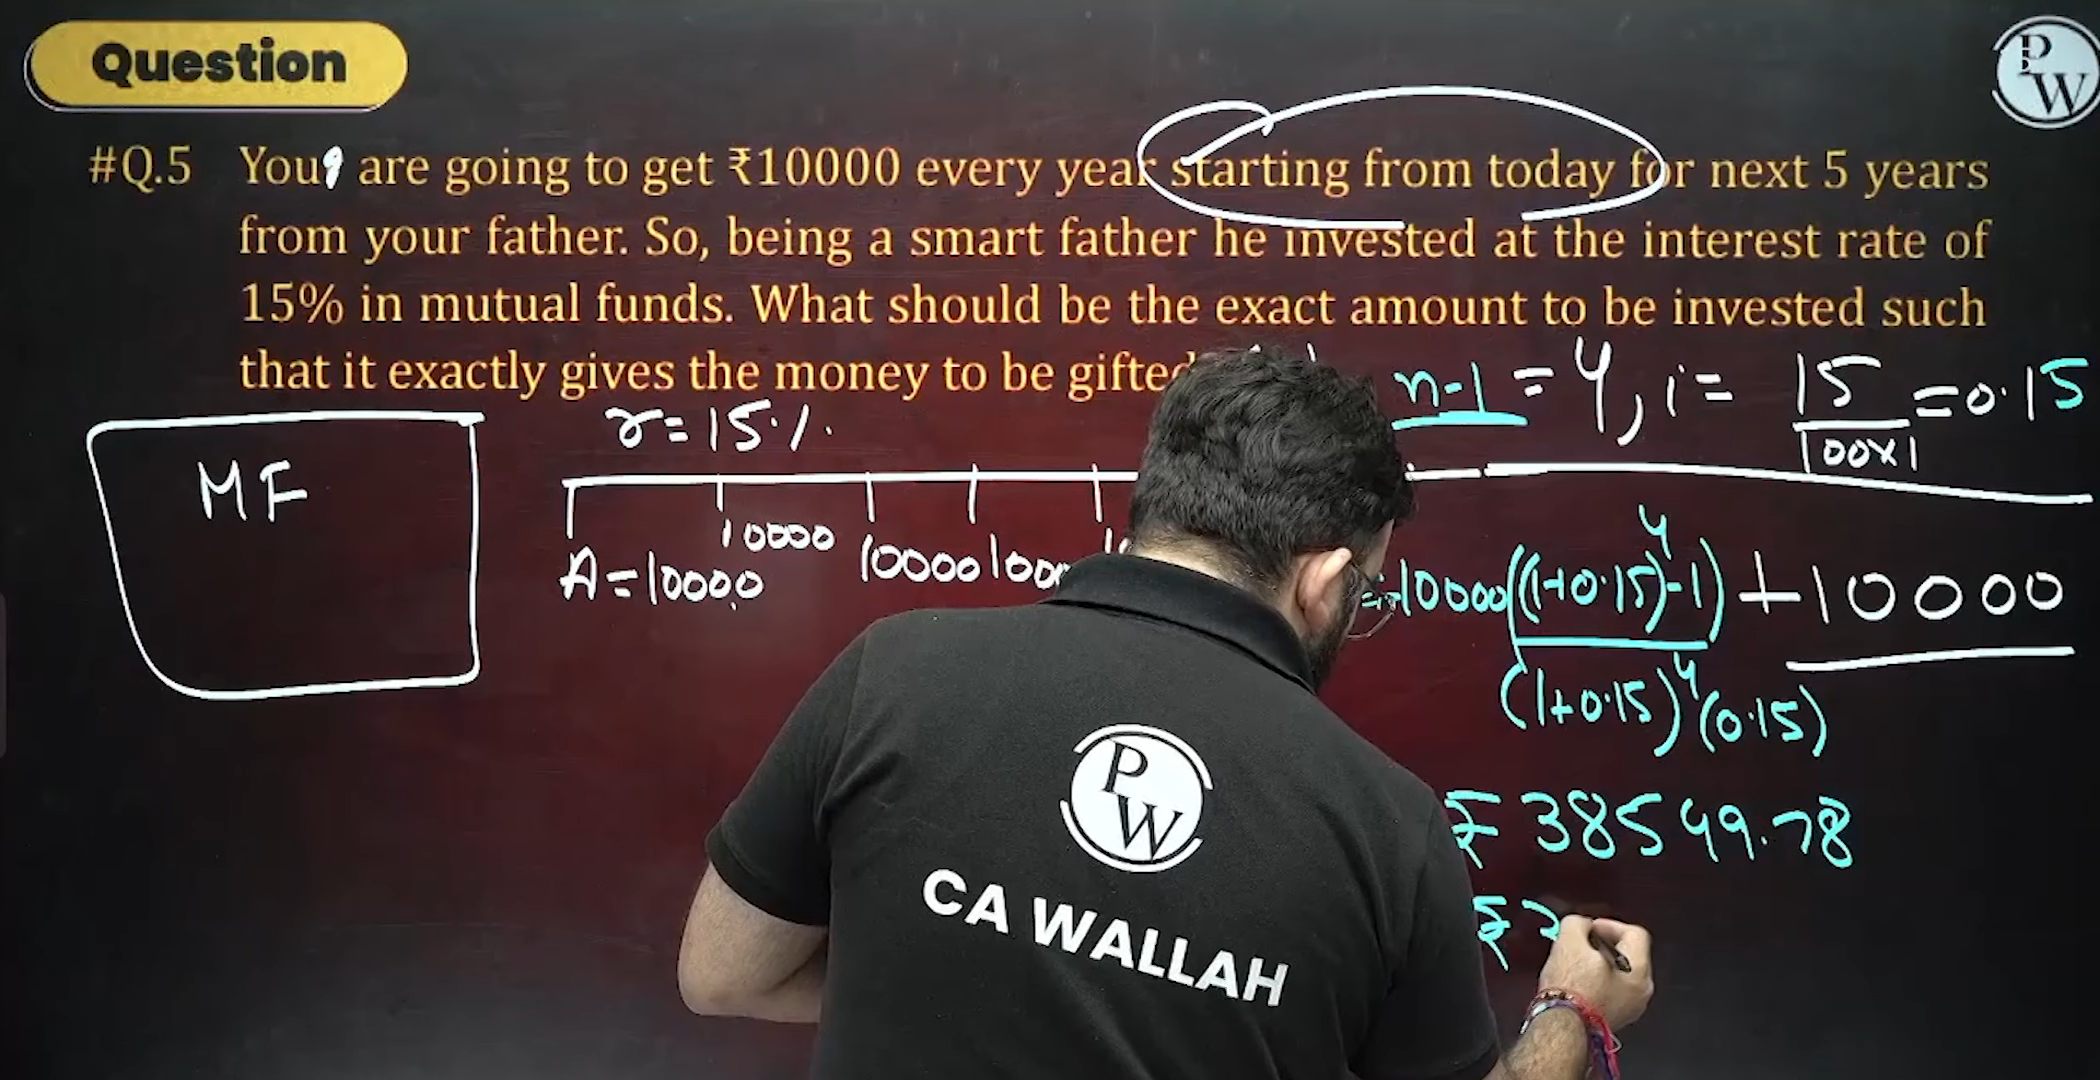 Question
PW
#Q.5 You are going to get ₹10000 every year starting from today for next 5 years
from your father. So, being a smart father he invested at the interest rate of
15% in mutual funds. What should be the exact amount to be invested such
that it exactly gives the money to be gifted
n-1 = 4, i = 15/100×1 = 0.15
r = 15%.
MF
10000
A = 10000
10000
= 10000 ((1+0.15)^4 - 1) / (1+0.15)^4 (0.15) + 10000
₹ 38549.78
₹
PW
CA WALLAH